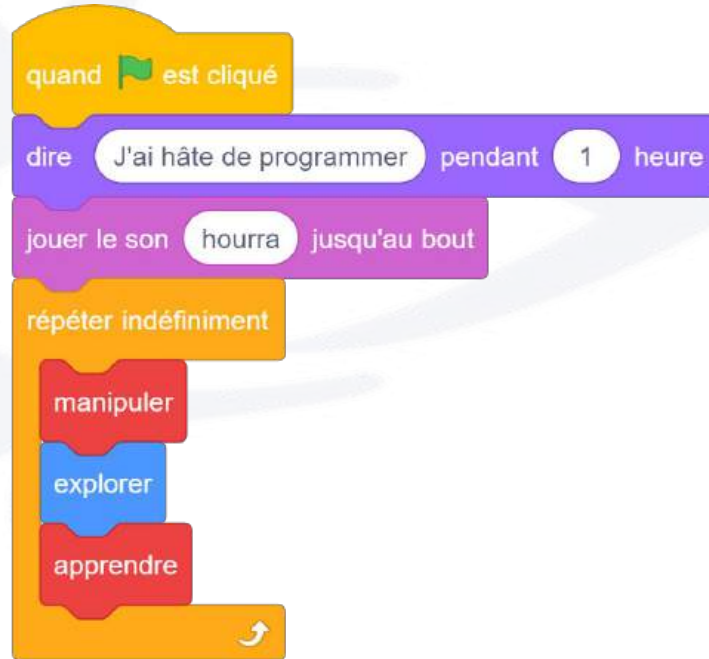 quand est cliqué
dire J'ai hâte de programmer pendant 1 heure
jouer le son hourra jusqu'au bout
répéter indéfiniment
manipuler
explorer
apprendre